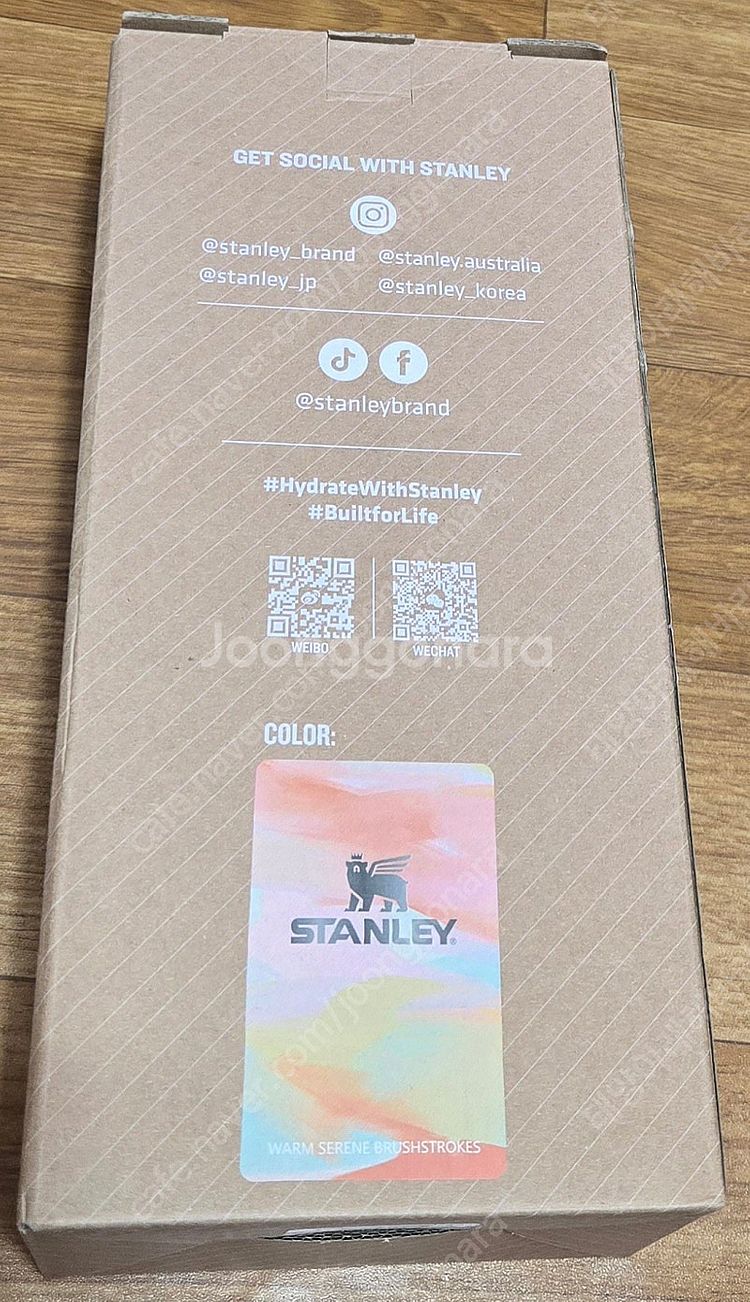 GET SOCIAL WITH STANLEY
@stanley_brand @stanley.australia
@stanley_jp @stanley_korea
@stanleybrand
#HydrateWithStanley
#BuiltforLife
WEIBO WECHAT
Joonggonara
COLOR:
STANLEY
WARM SERENE BRUSHSTROKES